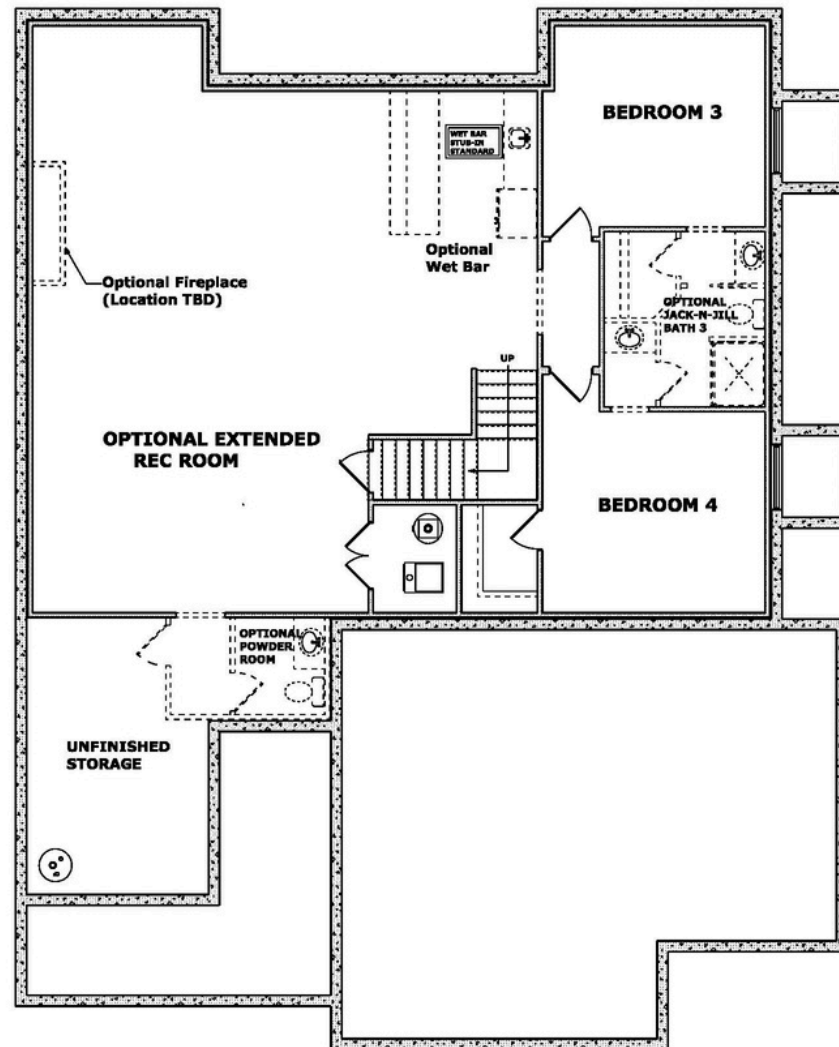 BEDROOM 3
WET BAR
STUB-IN
STANDARD
Optional
Wet Bar
Optional Fireplace
(Location TBD)
OPTIONAL
JACK-N-JILL
BATH 3
UP
OPTIONAL EXTENDED
REC ROOM
BEDROOM 4
OPTIONAL
POWDER
ROOM
UNFINISHED
STORAGE